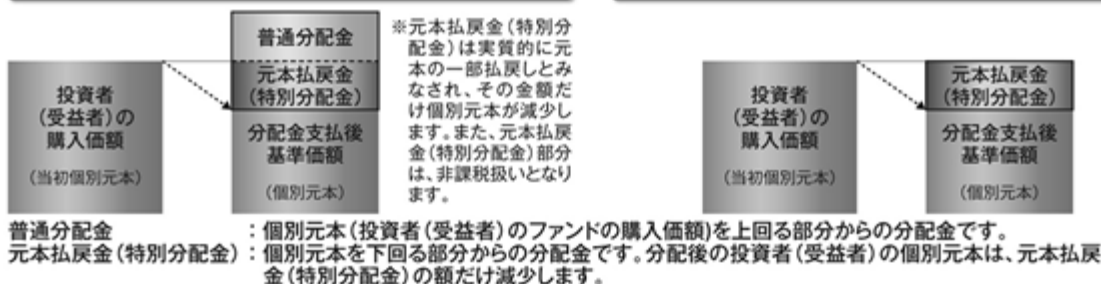 普通分配金
元本払戻金
(特別分配金)
投資者
(受益者)の
購入価額
(当初個別元本)
分配金支払後
基準価額
(個別元本)
※元本払戻金(特別分
配金)は実質的に元
本の一部払戻しとみ
なされ、その金額だ
け個別元本が減少し
ます。また、元本払戻
金(特別分配金)部分
は、非課税扱いとなり
ます。
投資者
(受益者)の
購入価額
(当初個別元本)
元本払戻金
(特別分配金)
分配金支払後
基準価額
(個別元本)
普通分配金 :個別元本(投資者(受益者)のファンドの購入価額)を上回る部分からの分配金です。
元本払戻金(特別分配金):個別元本を下回る部分からの分配金です。分配後の投資者(受益者)の個別元本は、元本払戻
金(特別分配金)の額だけ減少します。